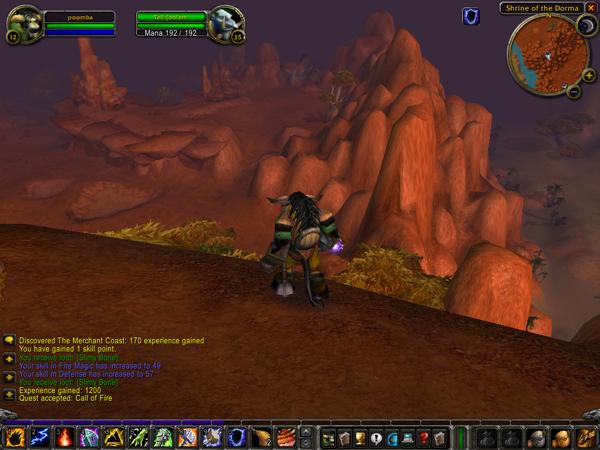 poomba
12
Tell Goolam
Mana 192 / 192
35
Shrine of the Dorma
N
Discovered The Merchant Coast: 170 experience gained
You have gained 1 skill point.
You receive loot: [Slimy Bone]
Your skill in Fire Magic has increased to 49
Your skill in Defense has increased to 57
You receive loot: [Slimy Bone]
Experience gained: 1200
Quest accepted: Call of Fire